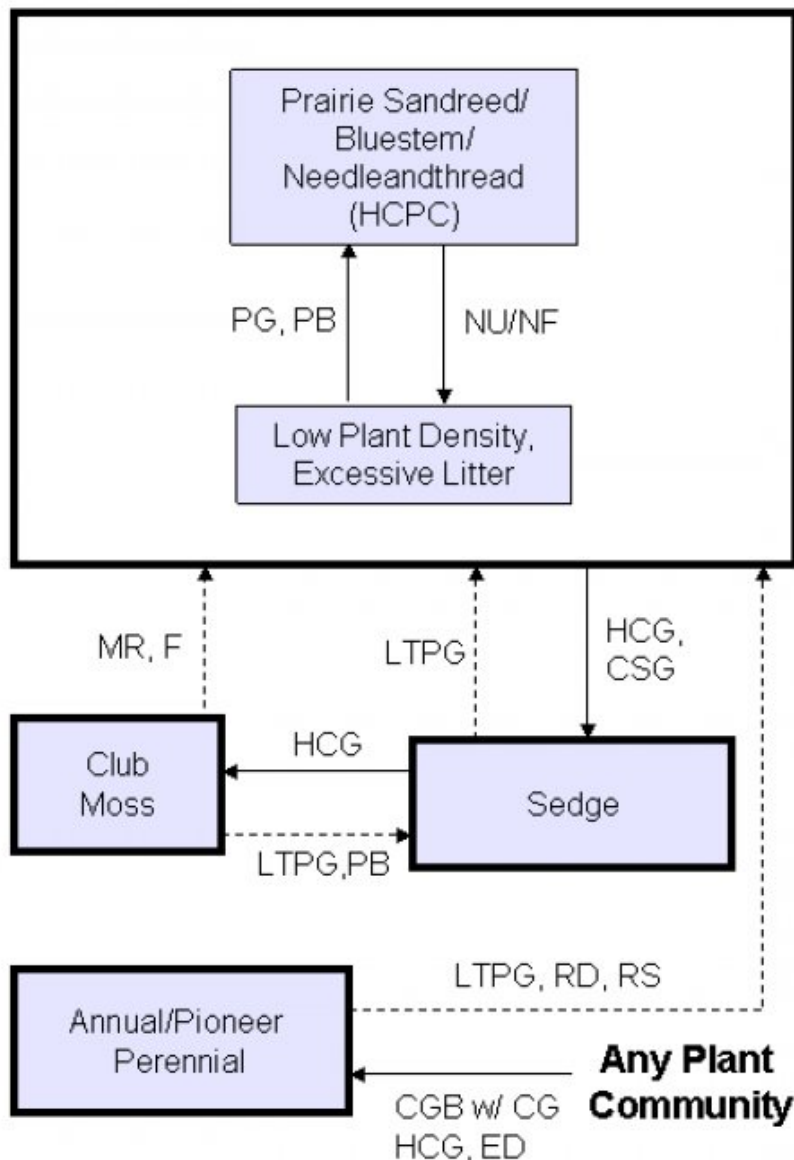 Prairie Sandreed/
Bluestem/
Needleandthread
(HCPC)
PG, PB
NU/NF
Low Plant Density,
Excessive Litter
MR, F
LTPG
HCG,
CSG
Club
Moss
HCG
Sedge
LTPG,PB
LTPG, RD, RS
Annual/Pioneer
Perennial
Any Plant
Community
CGB w/ CG
HCG, ED